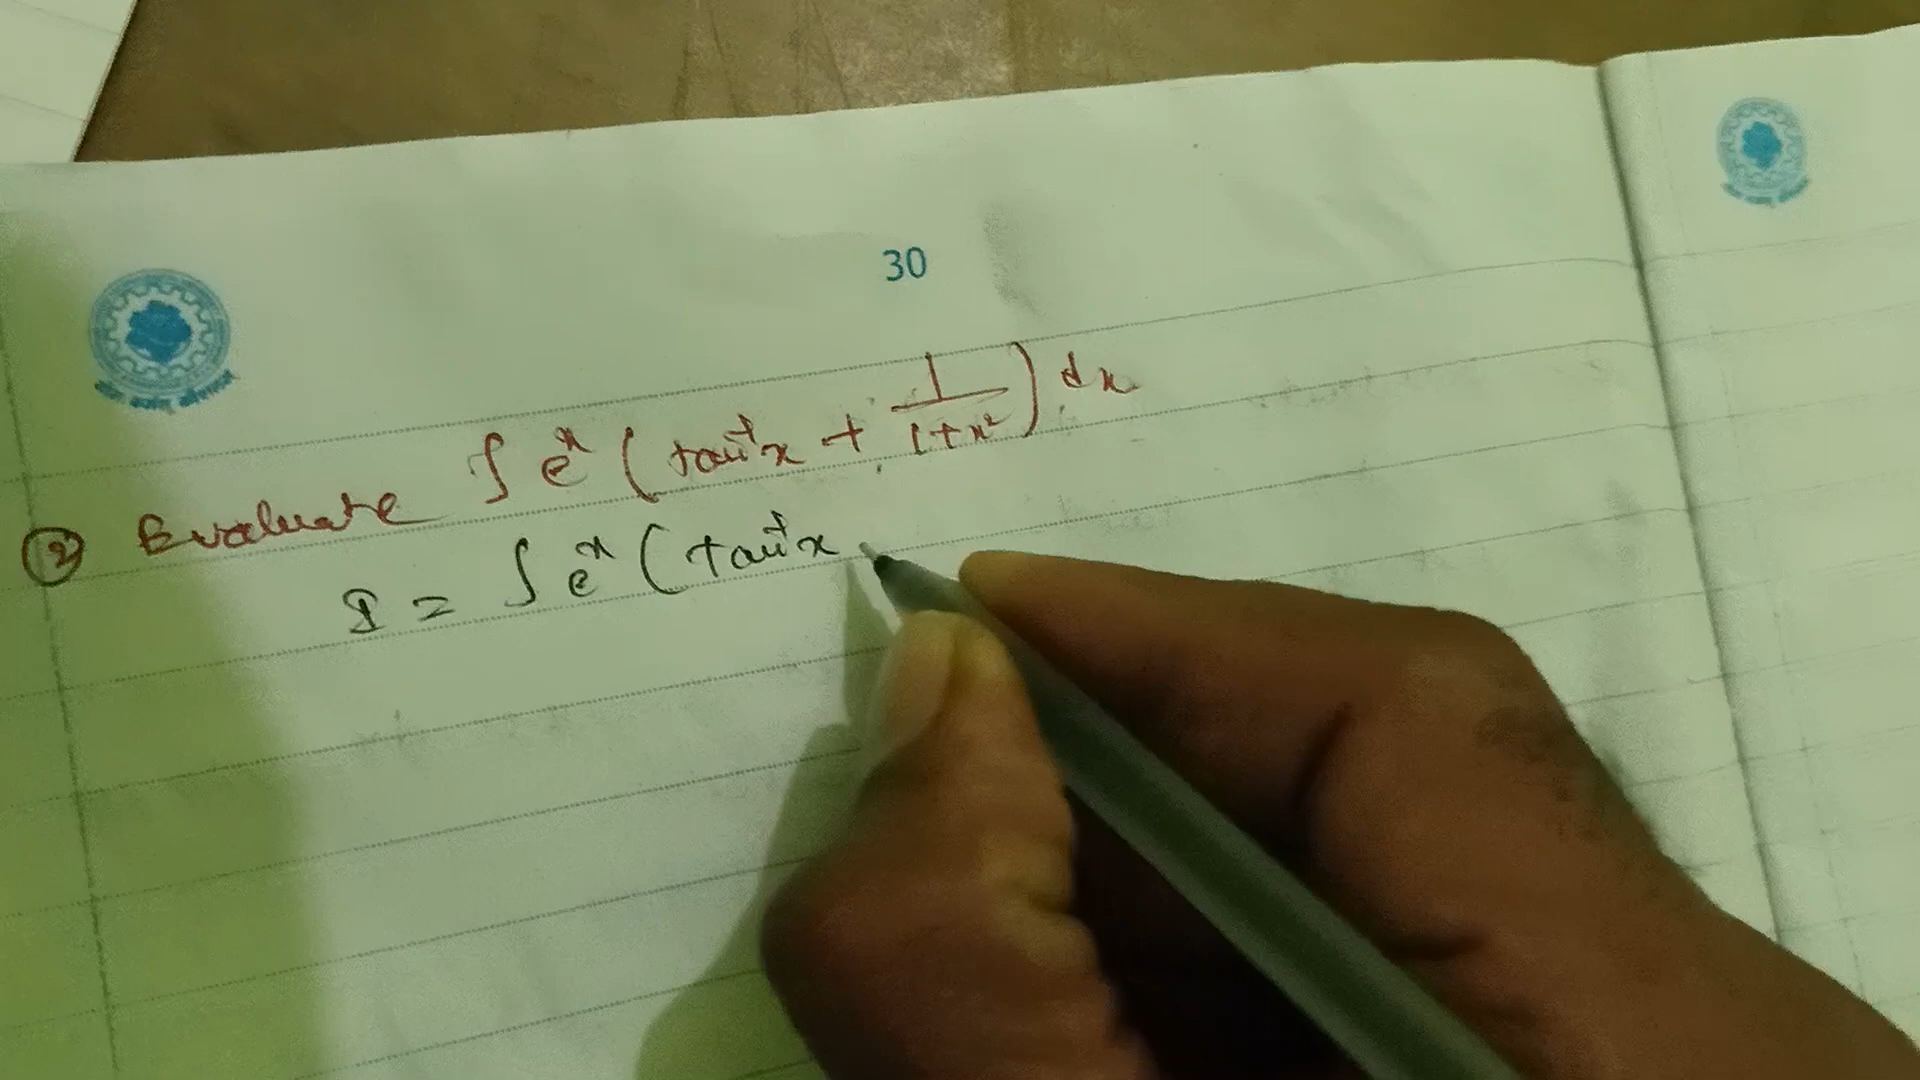 30
② Evaluate ∫ eˣ ( tan⁻¹x + 1/(1+x²) ) dx
I = ∫ eˣ ( tan⁻¹x